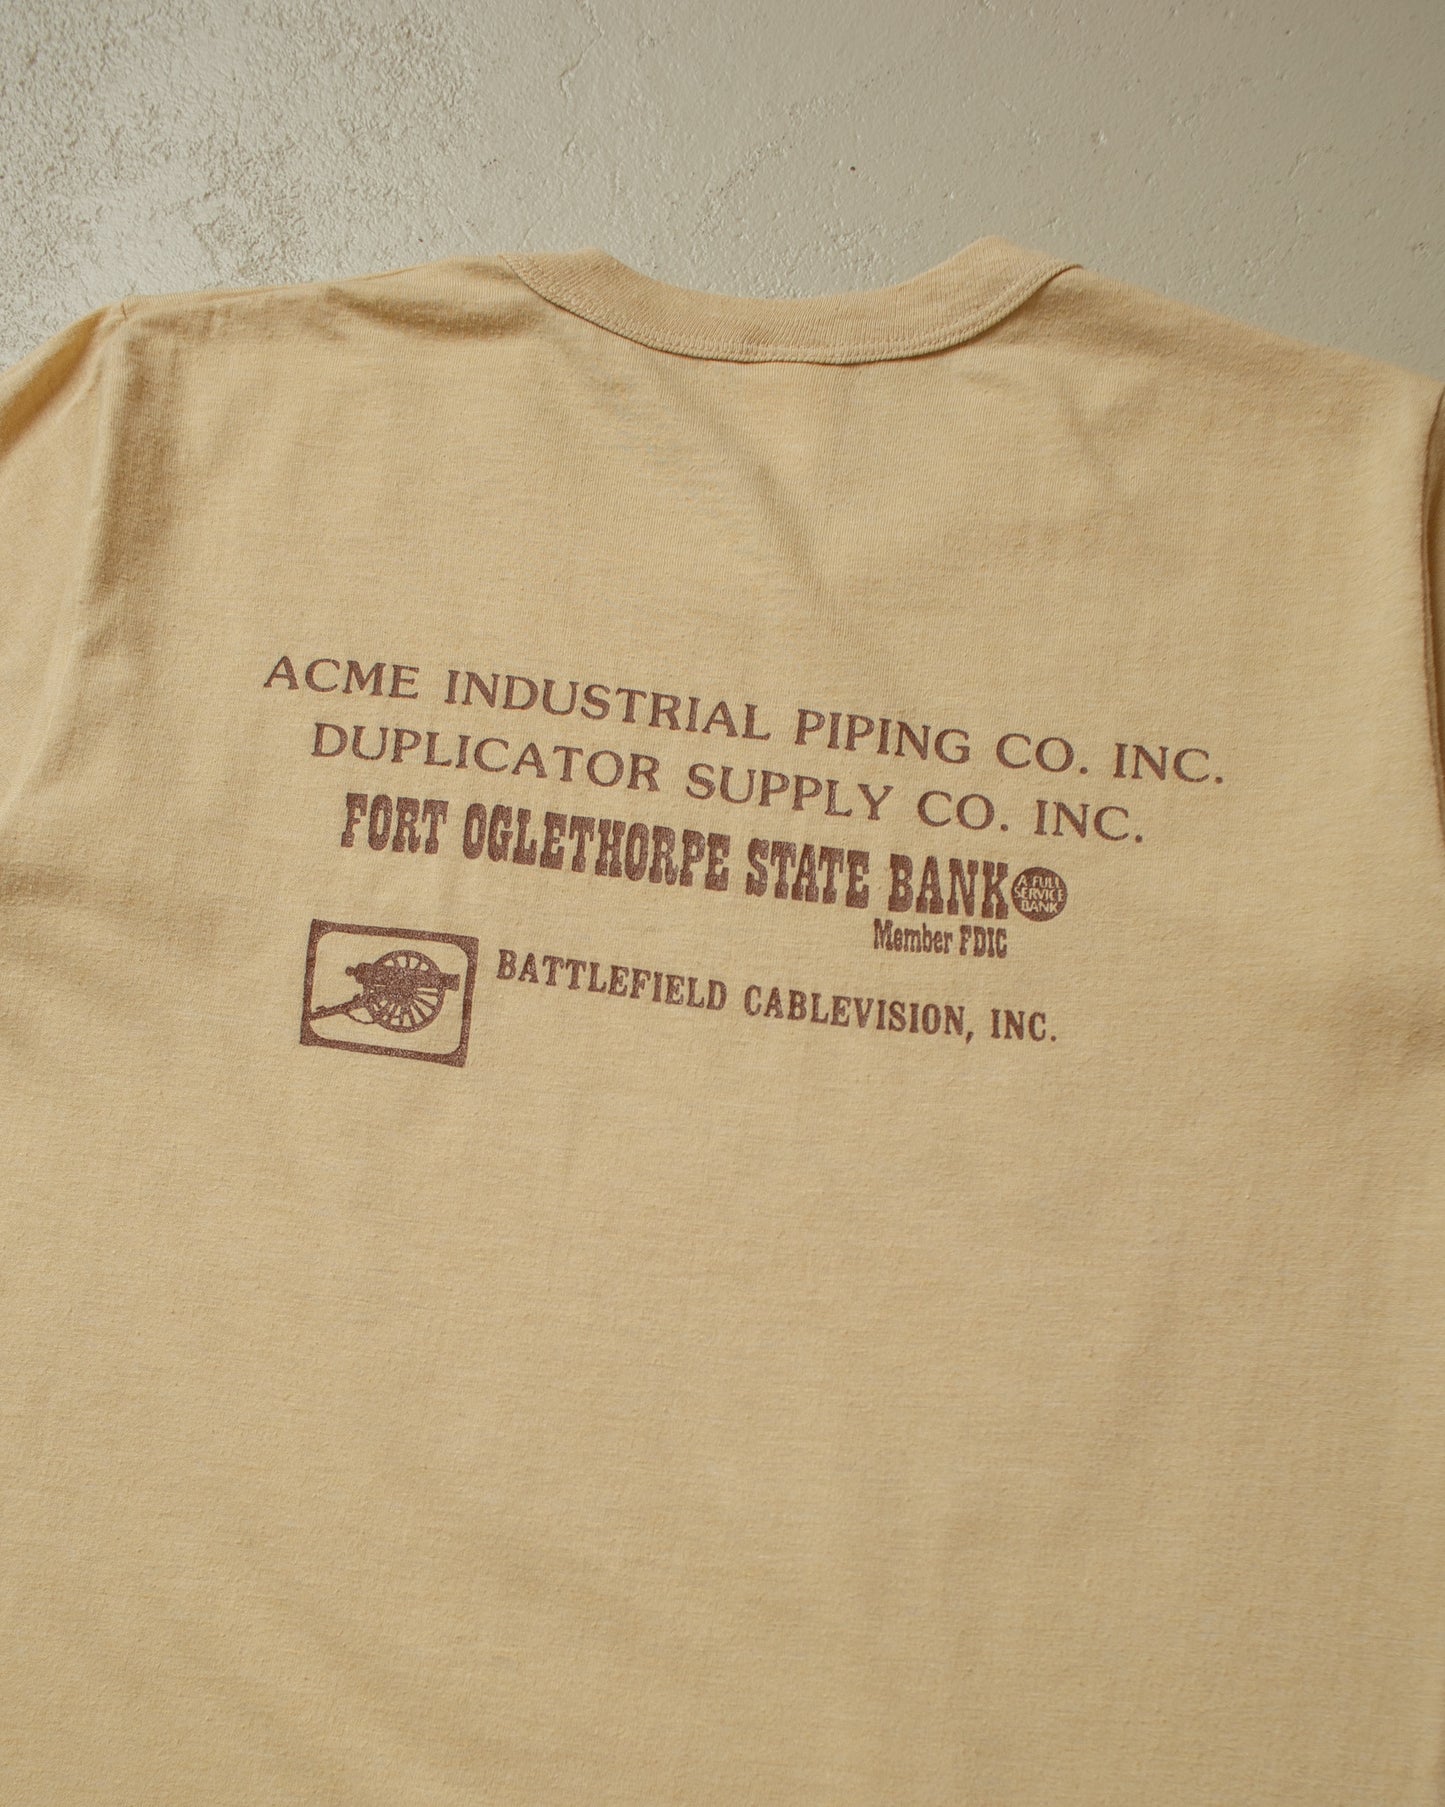 ACME INDUSTRIAL PIPING CO. INC.
DUPLICATOR SUPPLY CO. INC.
FORT OGLETHORPE STATE BANK
A FULL
SERVICE
BANK
Member FDIC
BATTLEFIELD CABLEVISION, INC.